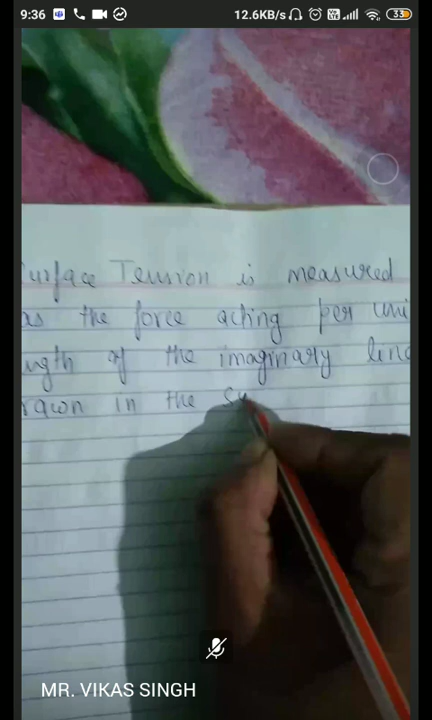 9:36 12.6KB/s 33
urface Tension is measured
as the force acting per uni
ngth of the imaginary line
rawn in the su
MR. VIKAS SINGH